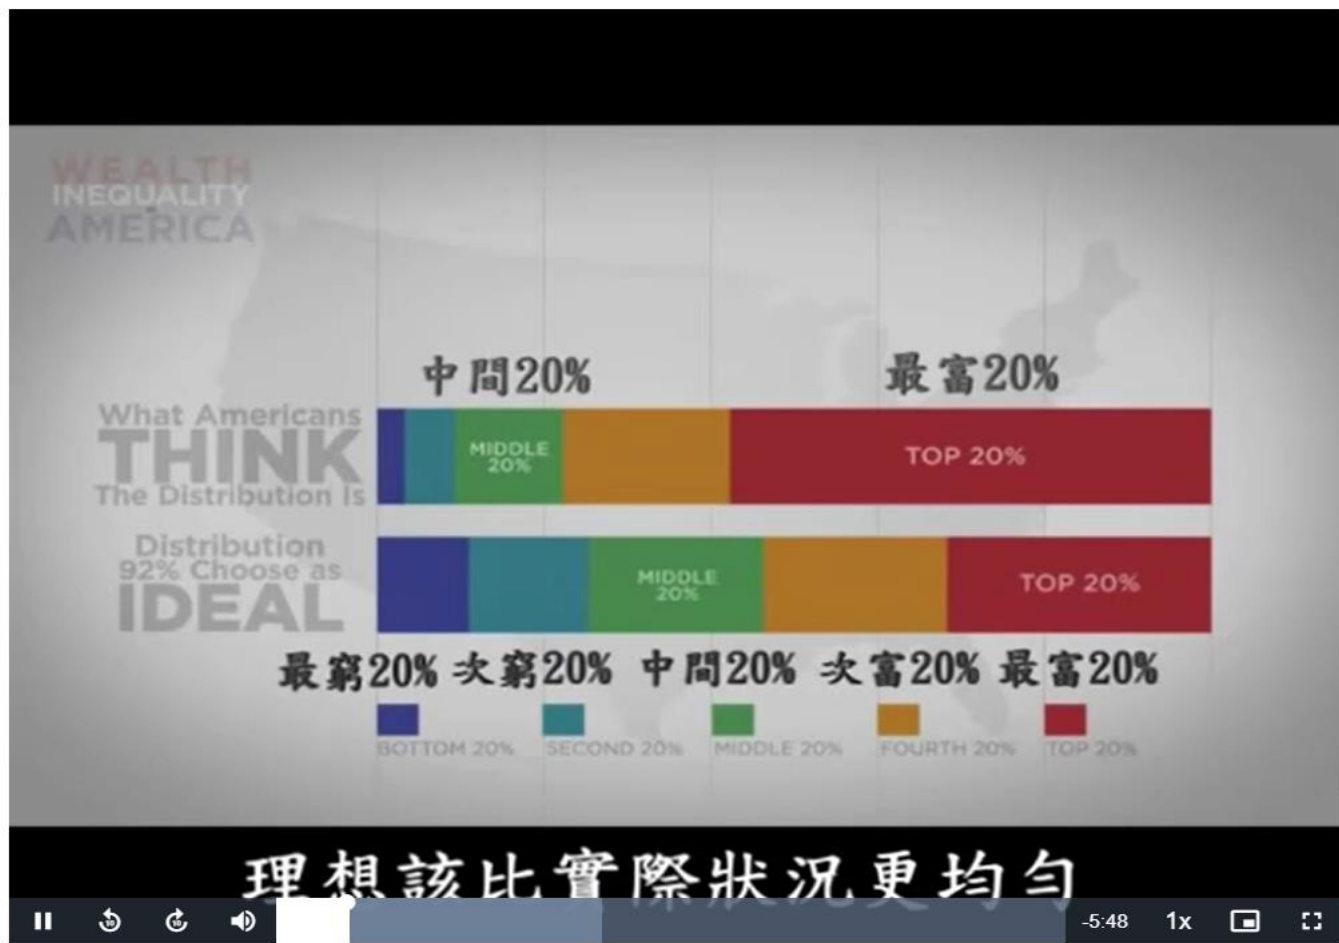 WEALTH
INEQUALITY
AMERICA
中間20% 最富20%
What Americans
THINK
The Distribution Is
MIDDLE
20%
TOP 20%
Distribution
92% Choose as
IDEAL
MIDDLE
20%
TOP 20%
最窮20% 次窮20% 中間20% 次富20% 最富20%
BOTTOM 20% SECOND 20% MIDDLE 20% FOURTH 20% TOP 20%
理想該比實際狀況更均勻
10 10 -5:48 1x